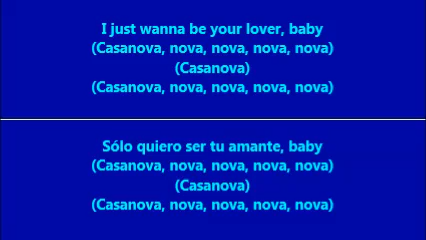 I just wanna be your lover, baby
(Casanova, nova, nova, nova, nova)
(Casanova)
(Casanova, nova, nova, nova, nova)
Sólo quiero ser tu amante, baby
(Casanova, nova, nova, nova, nova)
(Casanova)
(Casanova, nova, nova, nova, nova)